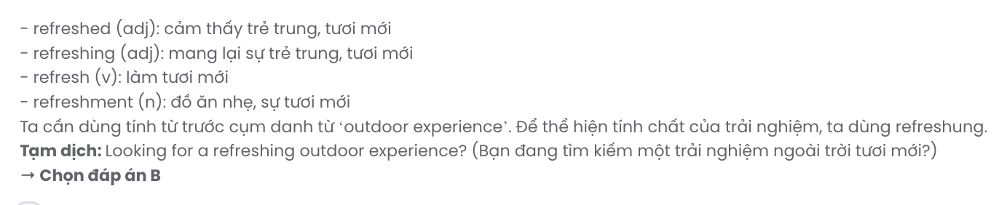 - refreshed (adj): cảm thấy trẻ trung, tươi mới
- refreshing (adj): mang lại sự trẻ trung, tươi mới
- refresh (v): làm tươi mới
- refreshment (n): đồ ăn nhẹ, sự tươi mới
Ta cần dùng tính từ trước cụm danh từ ‘outdoor experience’. Để thể hiện tính chất của trải nghiệm, ta dùng refreshung.
Tạm dịch: Looking for a refreshing outdoor experience? (Bạn đang tìm kiếm một trải nghiệm ngoài trời tươi mới?)
→ Chọn đáp án B